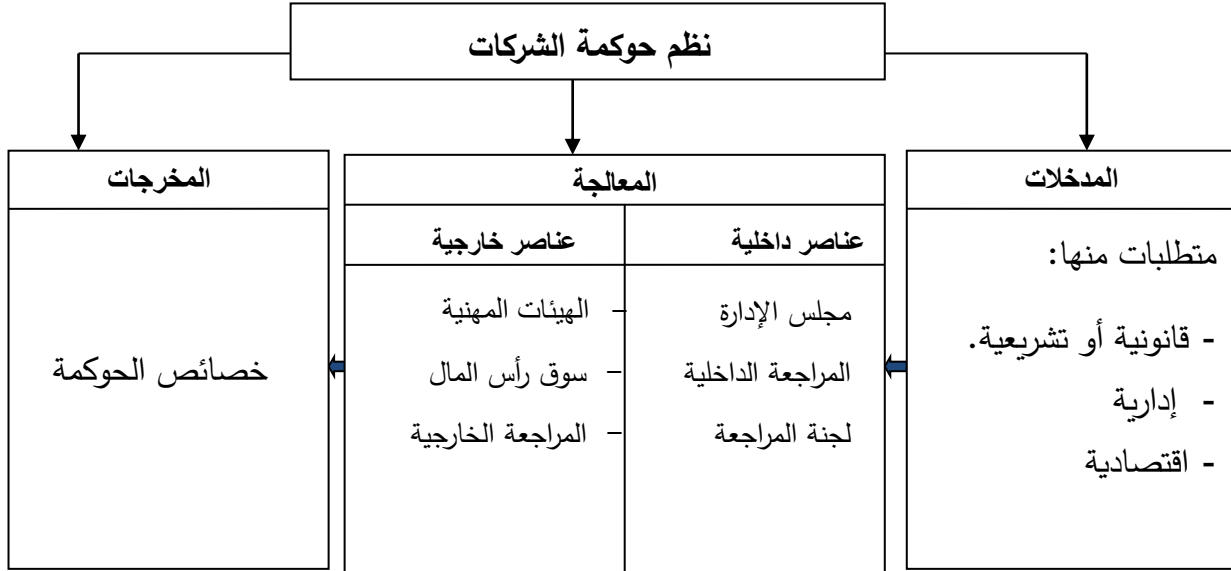 نظم حوكمة الشركات
المدخلات
متطلبات منها:
- قانونية أو تشريعية.
- إدارية
- اقتصادية
المعالجة
عناصر داخلية
مجلس الإدارة
المراجعة الداخلية
لجنة المراجعة
عناصر خارجية
– الهيئات المهنية
– سوق رأس المال
– المراجعة الخارجية
المخرجات
خصائص الحوكمة